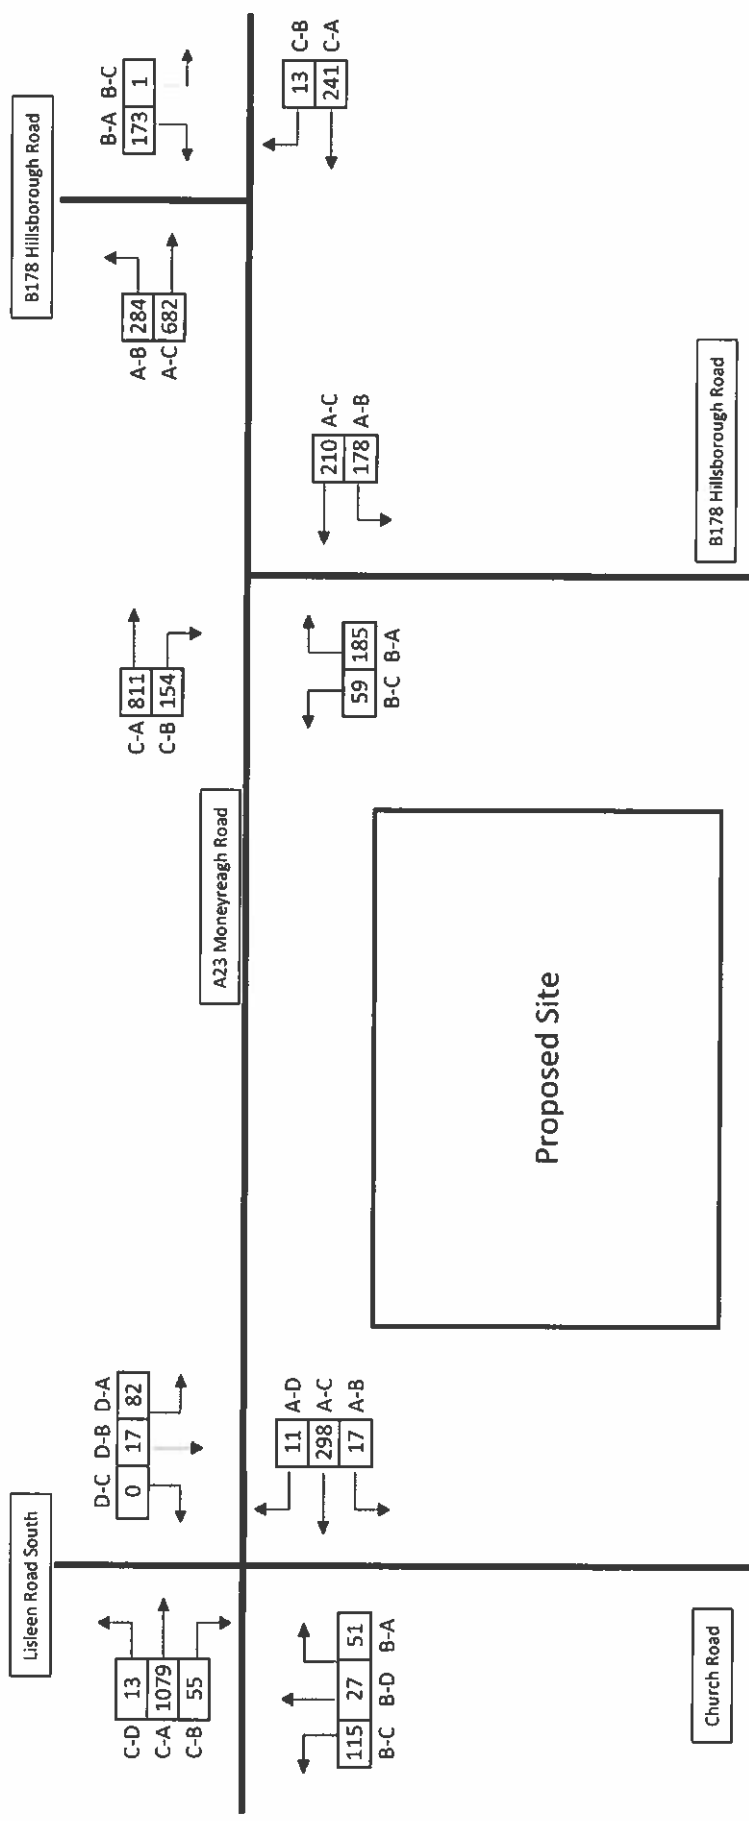 Lisleen Road South
B178 Hillsborough Road
C-D 13
C-A 1079
C-B 55
D-C D-B D-A
0 17 82
C-A 811
C-B 154
A-B 284
A-C 682
B-A B-C
173 1
A23 Moneyreagh Road
115 27 51
B-C B-D B-A
11 A-D
298 A-C
17 A-B
59 185
B-C B-A
210 A-C
178 A-B
13 C-B
241 C-A
Proposed Site
Church Road
B178 Hillsborough Road